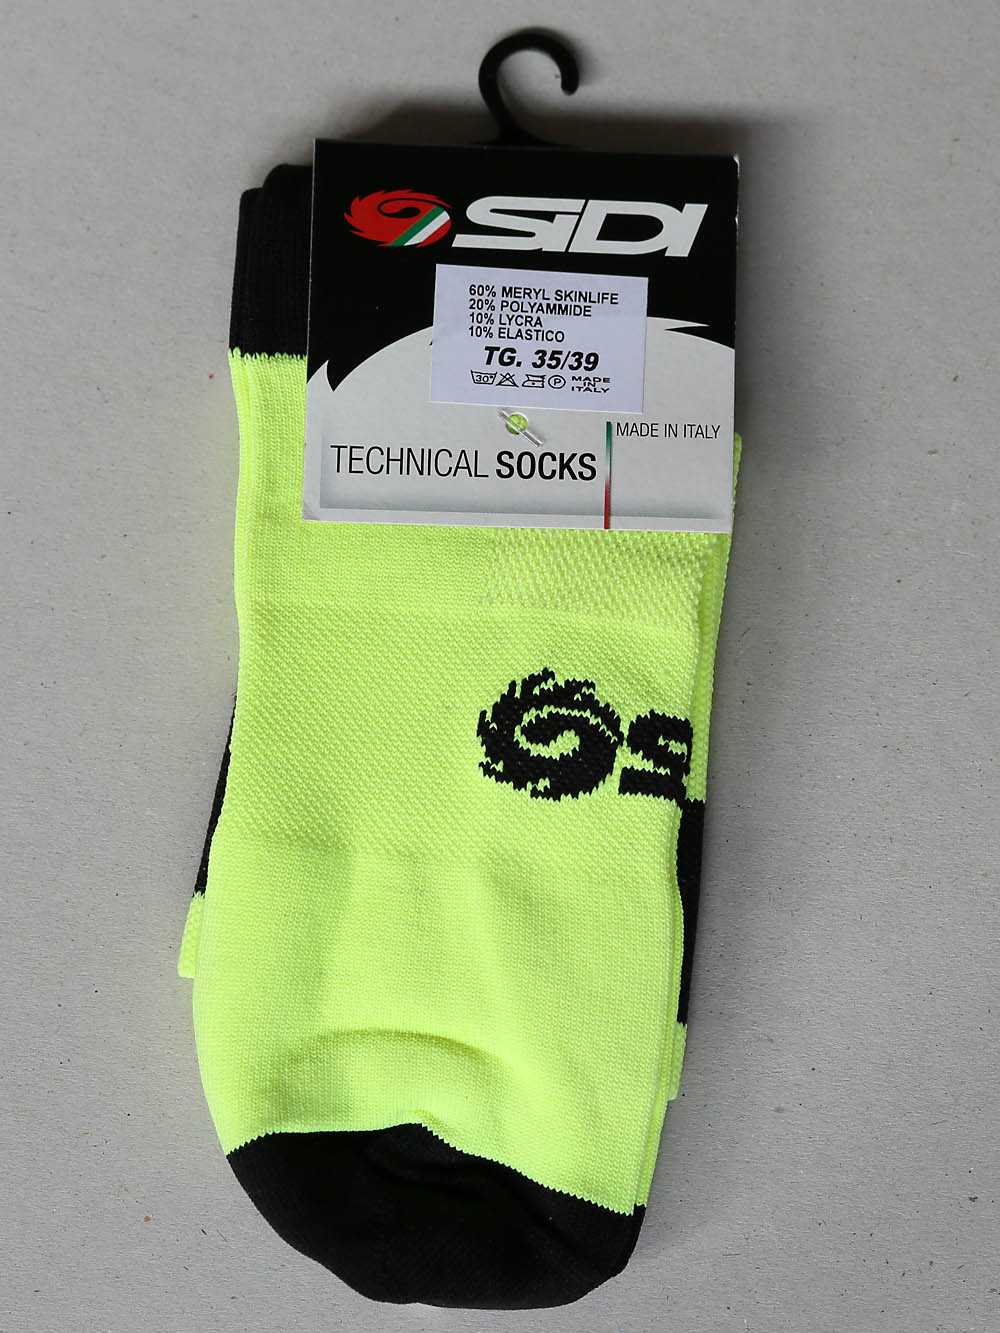 SiDI
60% MERYL SKINLIFE
20% POLYAMMIDE
10% LYCRA
10% ELASTICO
TG. 35/39
30° P MADE IN ITALY
MADE IN ITALY
TECHNICAL SOCKS
S